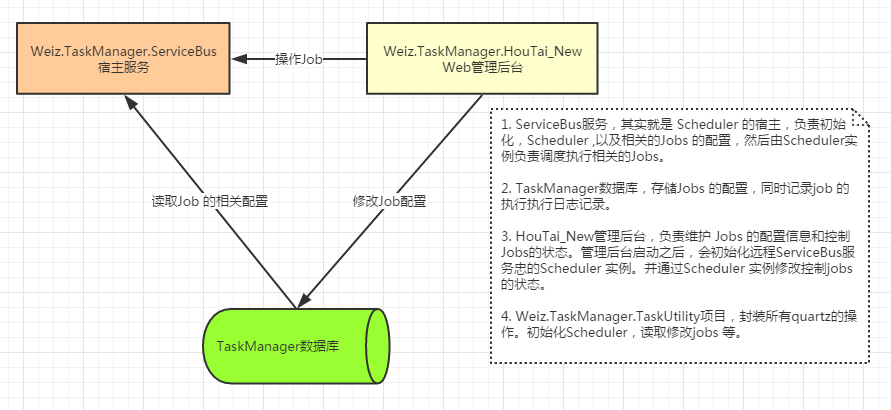 Weiz.TaskManager.ServiceBus
宿主服务
操作Job
Weiz.TaskManager.HouTai_New
Web管理后台
1. ServiceBus服务，其实就是 Scheduler 的宿主，负责初始
化，Scheduler ,以及相关的Jobs 的配置，然后由Scheduler实
例负责调度执行相关的Jobs。
2. TaskManager数据库，存储Jobs 的配置，同时记录job 的
执行执行日志记录。
3. HouTai_New管理后台，负责维护 Jobs 的配置信息和控制
Jobs的状态。管理后台启动之后，会初始化远程ServiceBus服
务忠的Scheduler 实例。并通过Scheduler 实例修改控制jobs
的状态。
4. Weiz.TaskManager.TaskUtility项目，封装所有quartz的操
作。初始化Scheduler，读取修改jobs 等。
读取Job 的相关配置
修改Job配置
TaskManager数据库